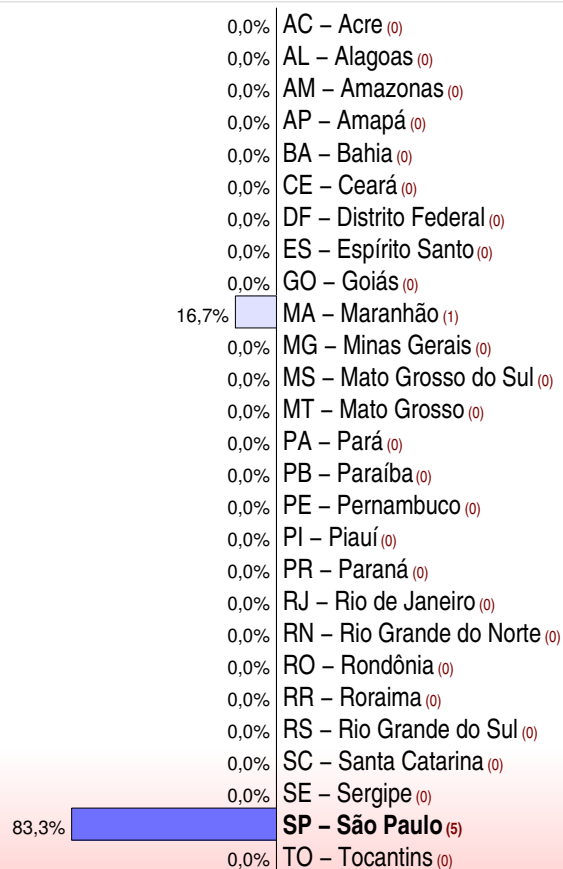 0,0% AC – Acre (0)
0,0% AL – Alagoas (0)
0,0% AM – Amazonas (0)
0,0% AP – Amapá (0)
0,0% BA – Bahia (0)
0,0% CE – Ceará (0)
0,0% DF – Distrito Federal (0)
0,0% ES – Espírito Santo (0)
0,0% GO – Goiás (0)
16,7% MA – Maranhão (1)
0,0% MG – Minas Gerais (0)
0,0% MS – Mato Grosso do Sul (0)
0,0% MT – Mato Grosso (0)
0,0% PA – Pará (0)
0,0% PB – Paraíba (0)
0,0% PE – Pernambuco (0)
0,0% PI – Piauí (0)
0,0% PR – Paraná (0)
0,0% RJ – Rio de Janeiro (0)
0,0% RN – Rio Grande do Norte (0)
0,0% RO – Rondônia (0)
0,0% RR – Roraima (0)
0,0% RS – Rio Grande do Sul (0)
0,0% SC – Santa Catarina (0)
0,0% SE – Sergipe (0)
83,3% SP – São Paulo (5)
0,0% TO – Tocantins (0)